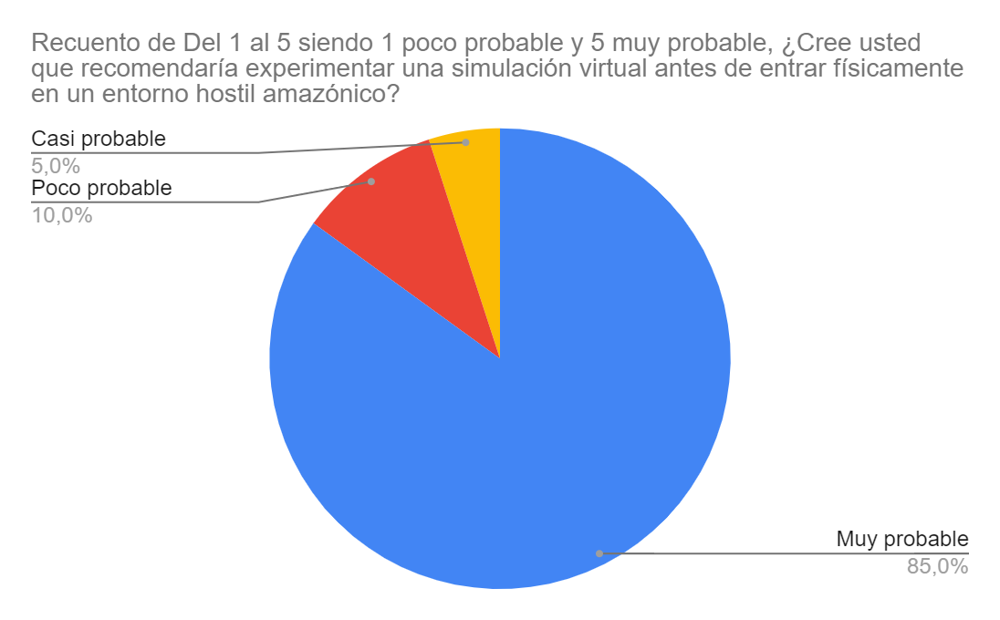 Recuento de Del 1 al 5 siendo 1 poco probable y 5 muy probable, ¿Cree usted
que recomendaría experimentar una simulación virtual antes de entrar físicamente
en un entorno hostil amazónico?
Casi probable
5,0%
Poco probable
10,0%
Muy probable
85,0%